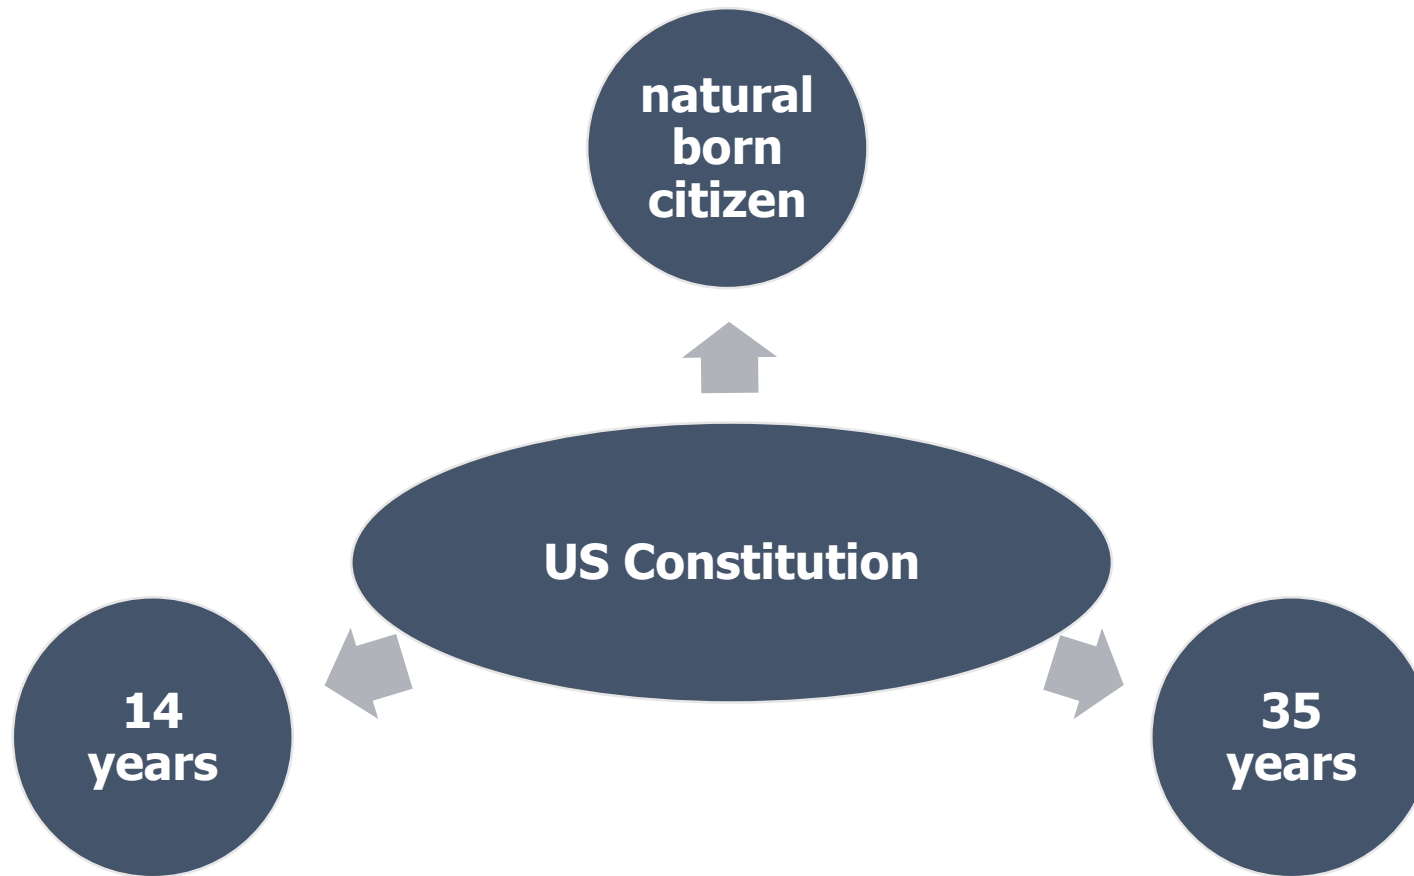 natural
born
citizen
US Constitution
14
years
35
years